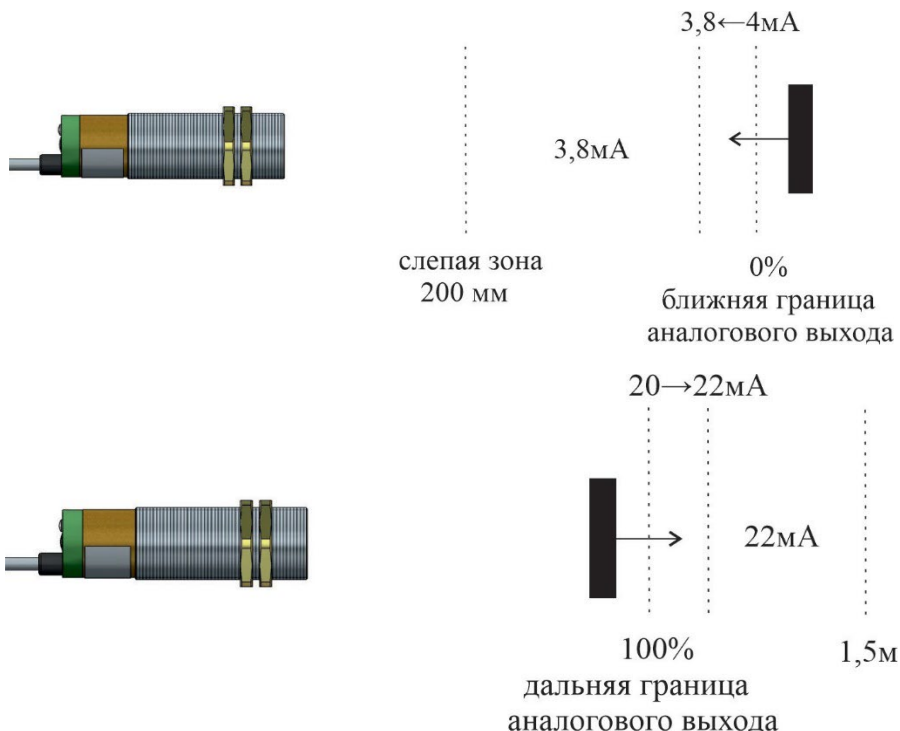 3,8←4мА
3,8мА
слепая зона
200 мм
0%
ближняя граница
аналогового выхода
20→22мА
22мА
100%
1,5м
дальняя граница
аналогового выхода